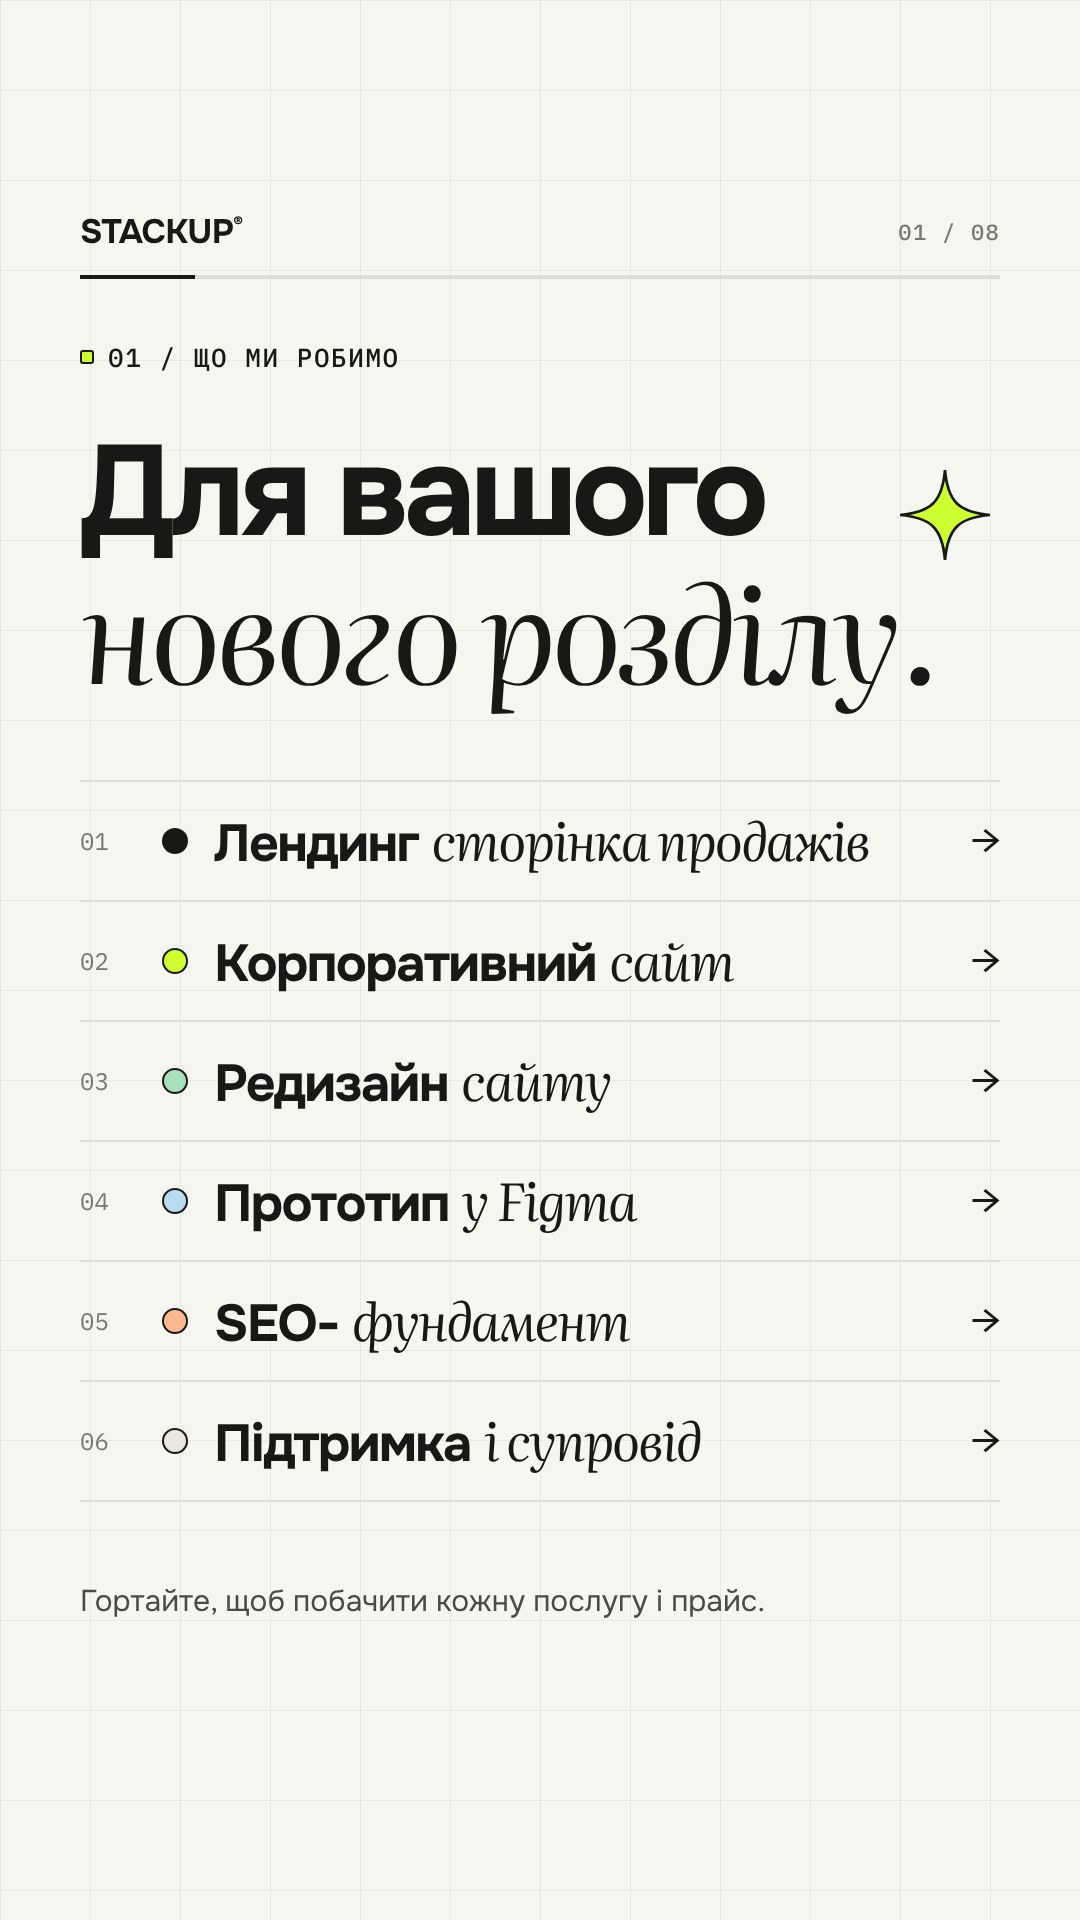 STACKUP®
01 / 08
01 / ЩО МИ РОБИМО
Для вашого
нового розділу.
01 Лендинг сторінка продажів →
02 Корпоративний сайт →
03 Редизайн сайту →
04 Прототип у Figma →
05 SEO- фундамент →
06 Підтримка і супровід →
Гортайте, щоб побачити кожну послугу і прайс.